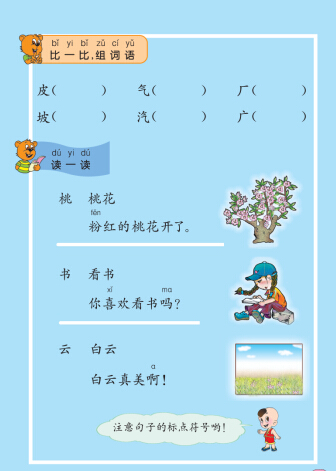 bǐ yi bǐ zǔ cí yǔ
比一比,组词语
皮( ) 气( ) 厂( )
坡( ) 汽( ) 广( )
dú yi dú
读一读
桃 桃花
fěn
粉红的桃花开了。
书 看书
xǐ ma
你喜欢看书吗?
云 白云
a
白云真美啊!
注意句子的标点符号哟!